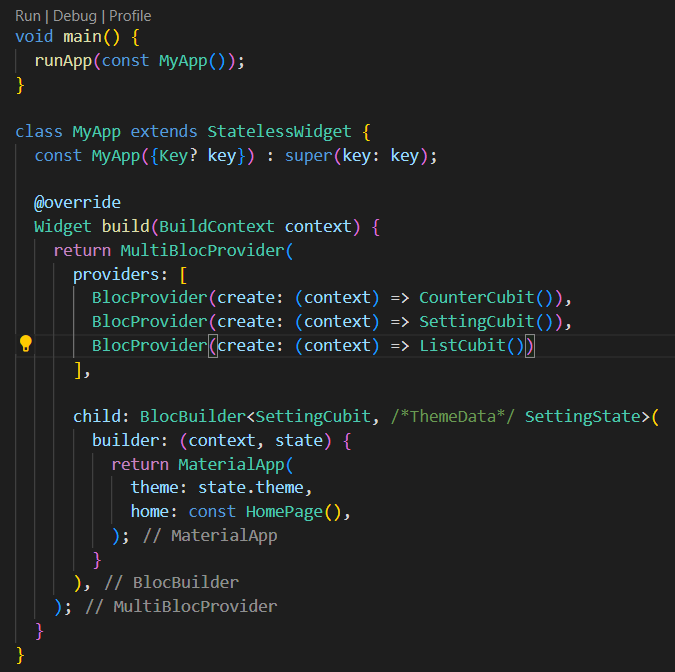 Run | Debug | Profile
void main() {
  runApp(const MyApp());
}

class MyApp extends StatelessWidget {
  const MyApp({Key? key}) : super(key: key);

  @override
  Widget build(BuildContext context) {
    return MultiBlocProvider(
      providers: [
        BlocProvider(create: (context) => CounterCubit()),
        BlocProvider(create: (context) => SettingCubit()),
        BlocProvider(create: (context) => ListCubit())
      ],

      child: BlocBuilder<SettingCubit, /*ThemeData*/ SettingState>(
        builder: (context, state) {
          return MaterialApp(
            theme: state.theme,
            home: const HomePage(),
          ); // MaterialApp
        }
      ), // BlocBuilder
    ); // MultiBlocProvider
  }
}